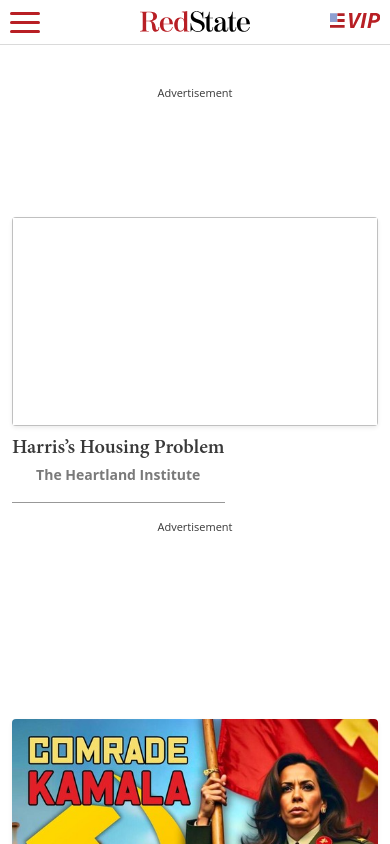 RedState
VIP
Advertisement
Harris’s Housing Problem
The Heartland Institute
Advertisement
COMRADE
KAMALA